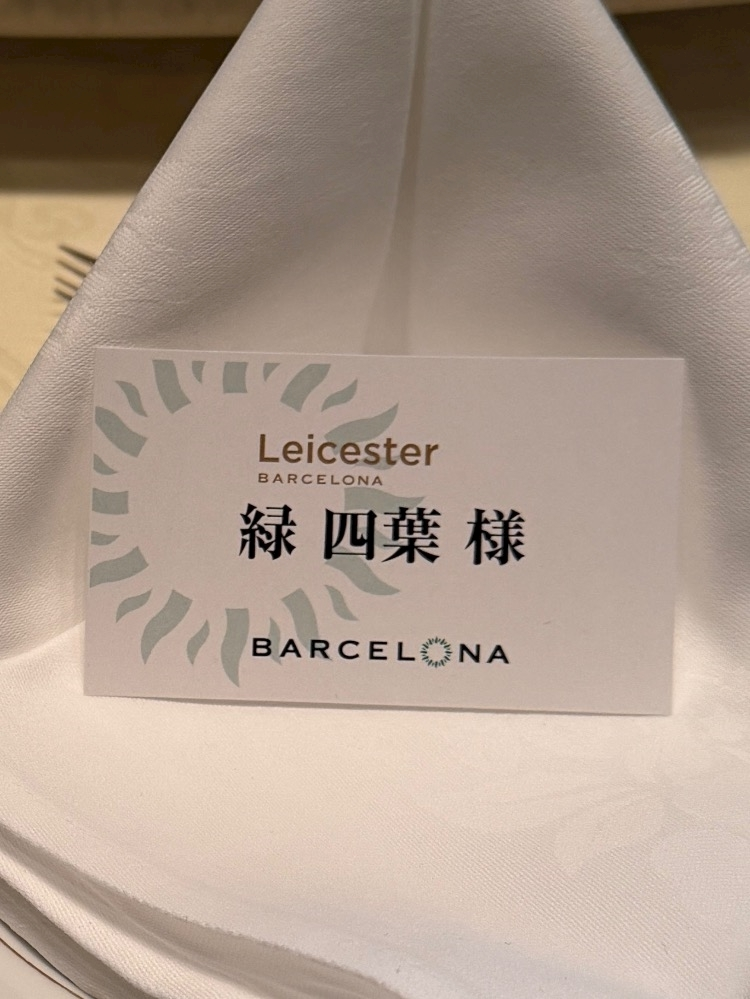 Leicester
BARCELONA
緑 四葉 様
BARCELONA